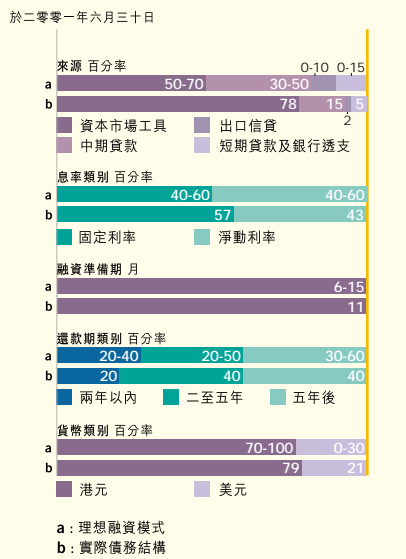 於二零零一年六月三十日
來源 百分率
0-10 0-15
a 50-70 30-50
b 78 15 5
2
資本市場工具 出口信貸
中期貸款 短期貸款及銀行透支
息率類別 百分率
a 40-60 40-60
b 57 43
固定利率 淨動利率
融資準備期 月
a 6-15
b 11
還款期類別 百分率
a 20-40 20-50 30-60
b 20 40 40
兩年以內 二至五年 五年後
貨幣類別 百分率
a 70-100 0-30
b 79 21
港元 美元
a : 理想融資模式
b : 實際債務結構